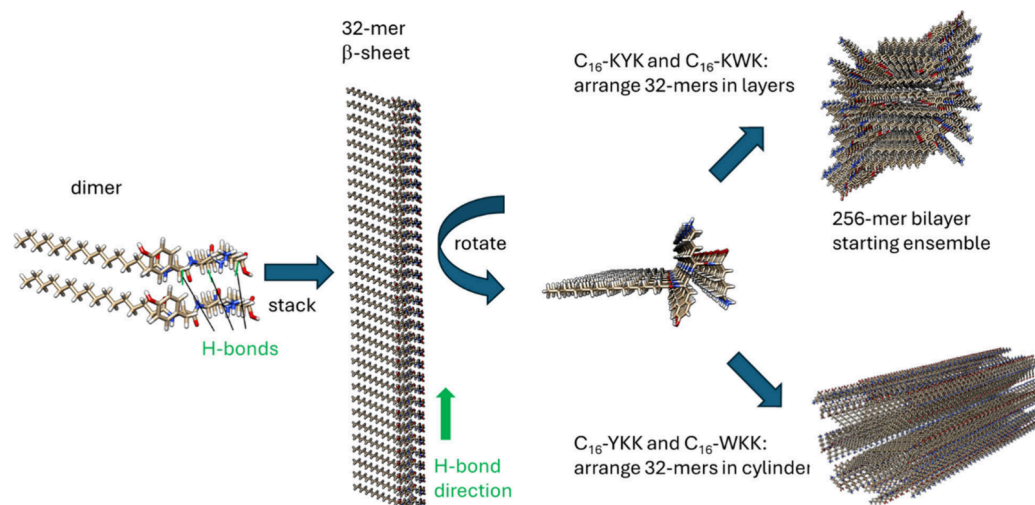 32-mer
β-sheet
dimer
H-bonds
stack
H-bond
direction
rotate
C₁₆-KYK and C₁₆-KWK:
arrange 32-mers in layers
256-mer bilayer
starting ensemble
C₁₆-YKK and C₁₆-WKK:
arrange 32-mers in cylinder